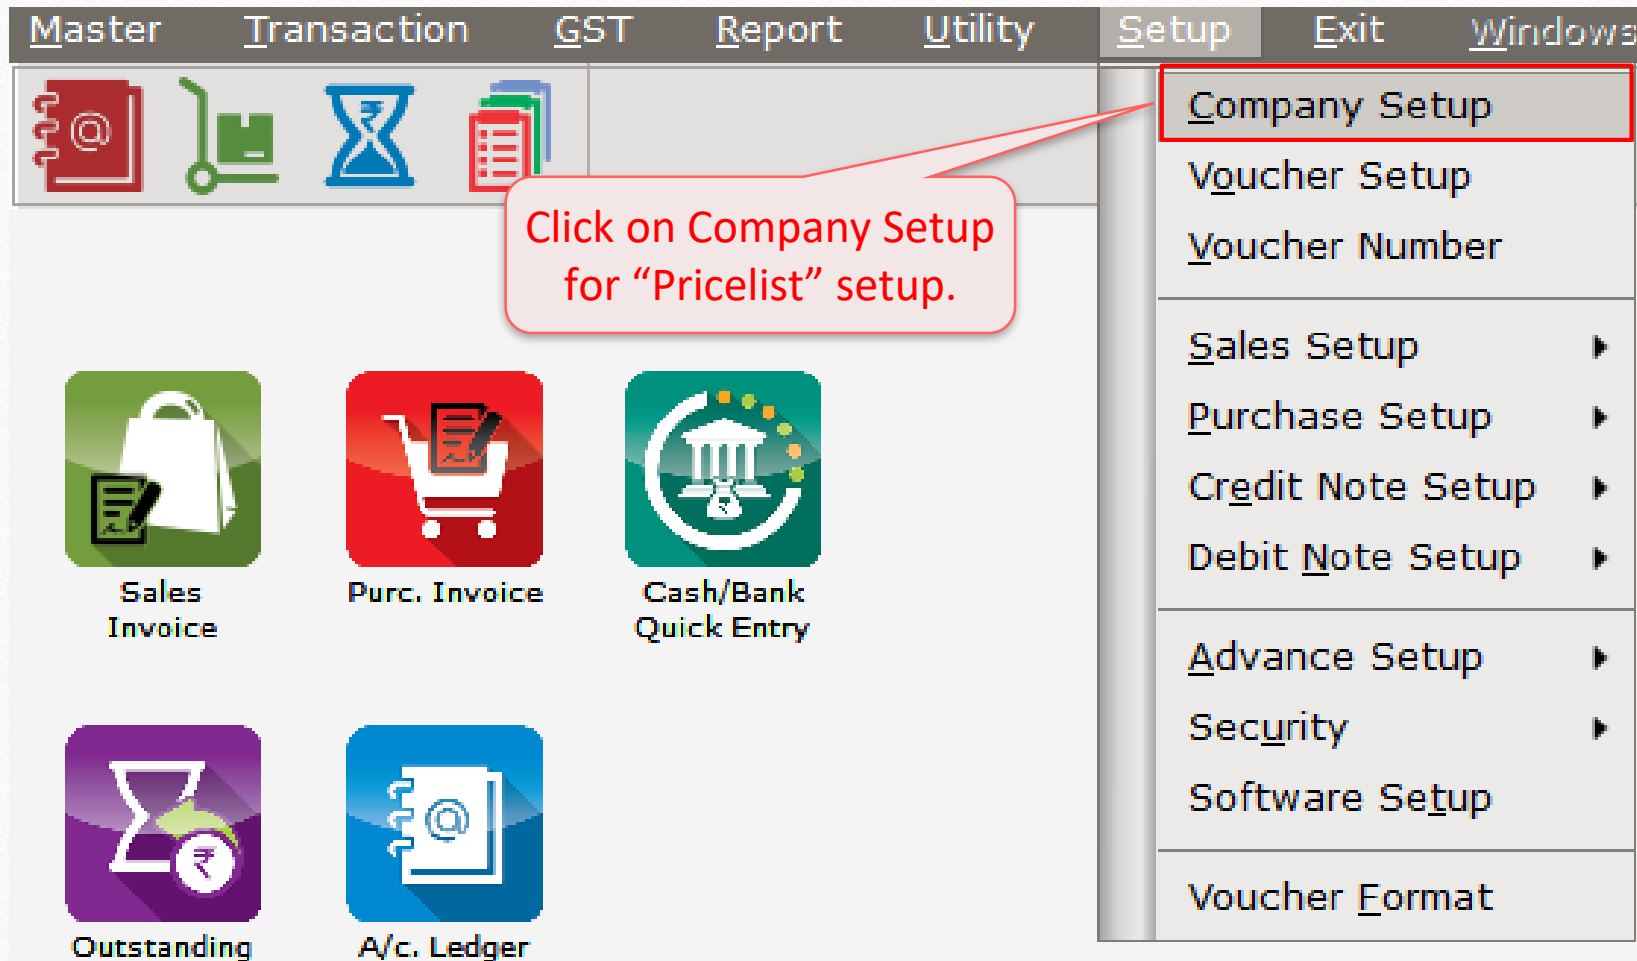 Master Transaction GST Report Utility Setup Exit Windows
Company Setup
Voucher Setup
Voucher Number
Sales Setup
Purchase Setup
Credit Note Setup
Debit Note Setup
Advance Setup
Security
Software Setup
Voucher Format
Click on Company Setup
for “Pricelist” setup.
Sales
Invoice
Purc. Invoice
Cash/Bank
Quick Entry
Outstanding
A/c. Ledger